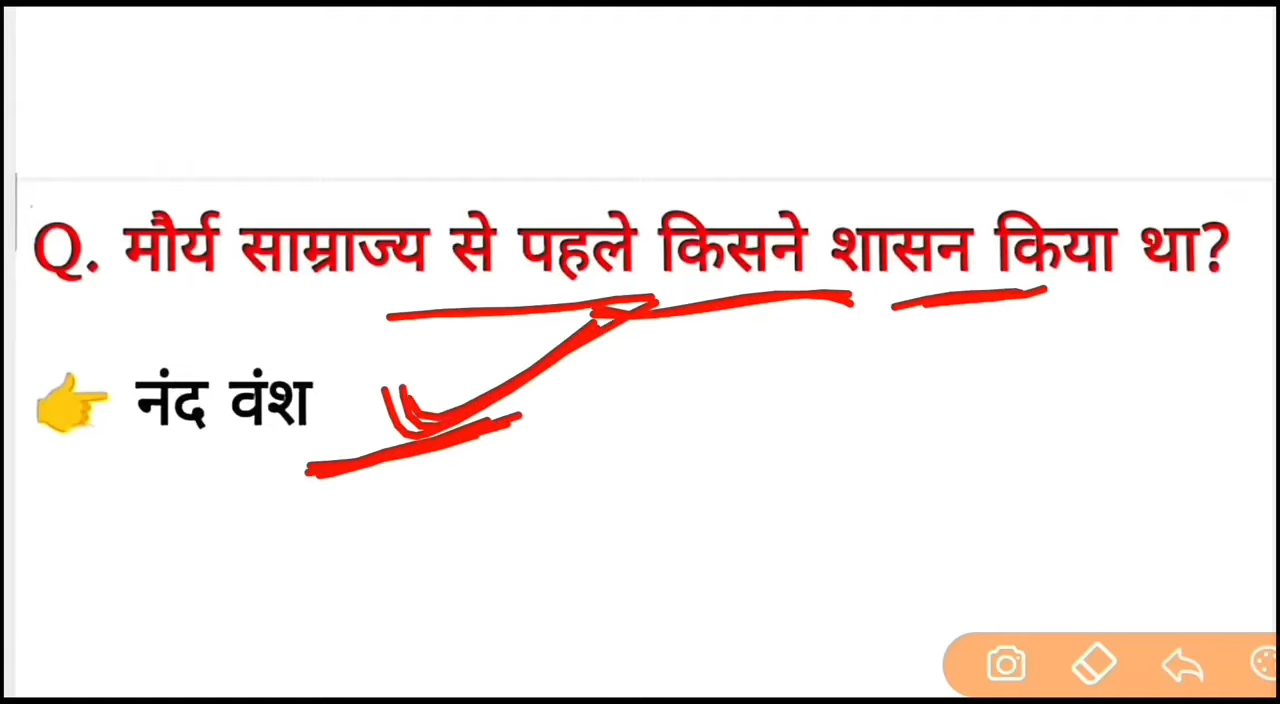 Q. मौर्य साम्राज्य से पहले किसने शासन किया था?
👉 नंद वंश